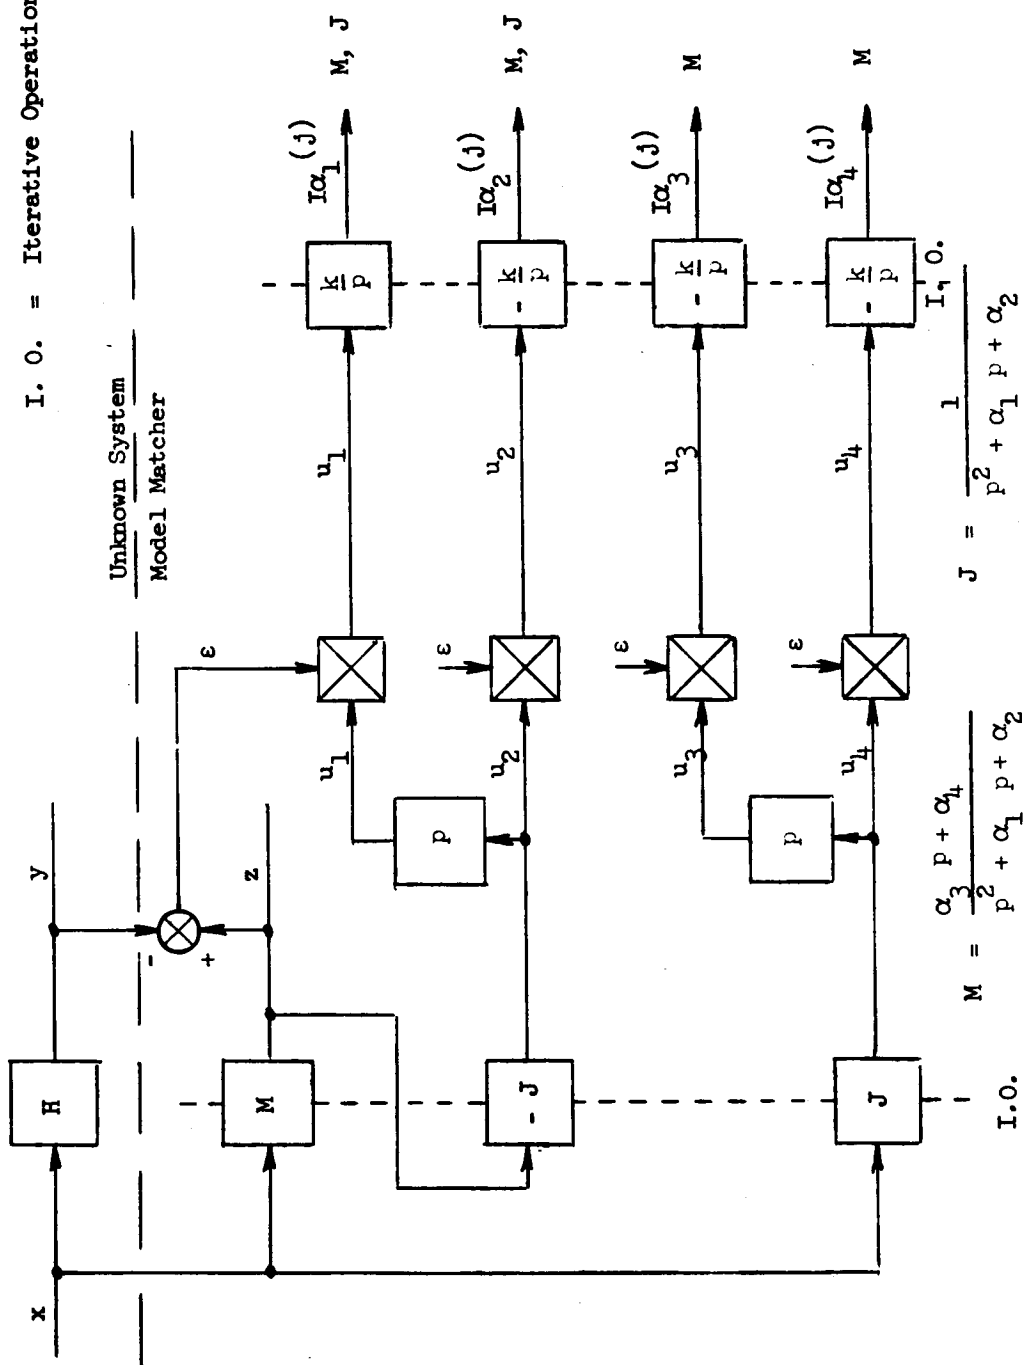 I. O. = Iterative Operation
Unknown System
Model Matcher
x
H
y
M
z
-
+
ε
- J
p
u1
u2
ε
u1
u2
k/p
- k/p
Iα1(j)
M, J
Iα2(j)
M, J
J
p
u3
u4
ε
ε
u3
u4
- k/p
- k/p
Iα3(j)
M
Iα4(j)
M
I.O.
I. O.
M = α3 p + α4 / p2 + α1 p + α2
J = 1 / p2 + α1 p + α2